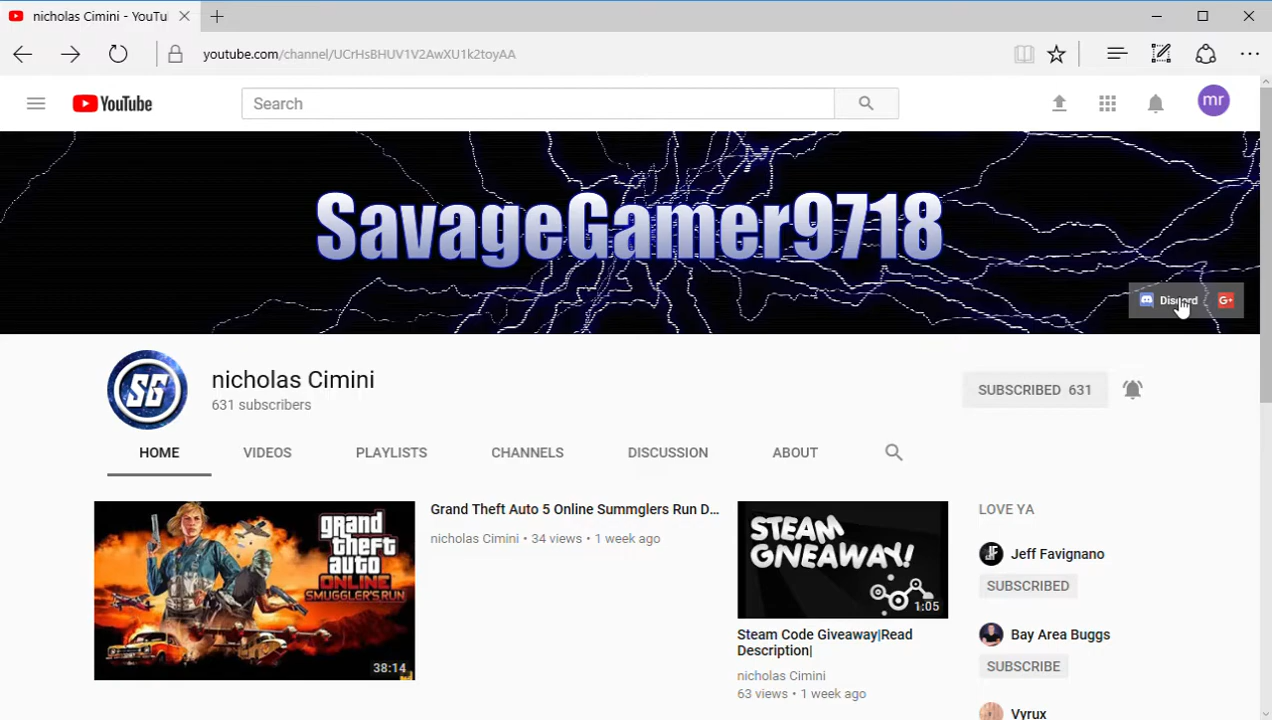 nicholas Cimini - YouTu
youtube.com/channel/UCrHsBHUV1V2AwXU1k2toyAA
YouTube
Search
mr
SavageGamer9718
Discord
G+
SG
nicholas Cimini
631 subscribers
SUBSCRIBED 631
HOME
VIDEOS
PLAYLISTS
CHANNELS
DISCUSSION
ABOUT
grand
theft
auto
ONLINE
SMUGGLER'S RUN
38:14
Grand Theft Auto 5 Online Summglers Run D...
nicholas Cimini • 34 views • 1 week ago
STEAM
GNEAWAY!
1:05
Steam Code Giveaway|Read
Description|
nicholas Cimini
63 views • 1 week ago
LOVE YA
JF
Jeff Favignano
SUBSCRIBED
Bay Area Buggs
SUBSCRIBE
Vyrux